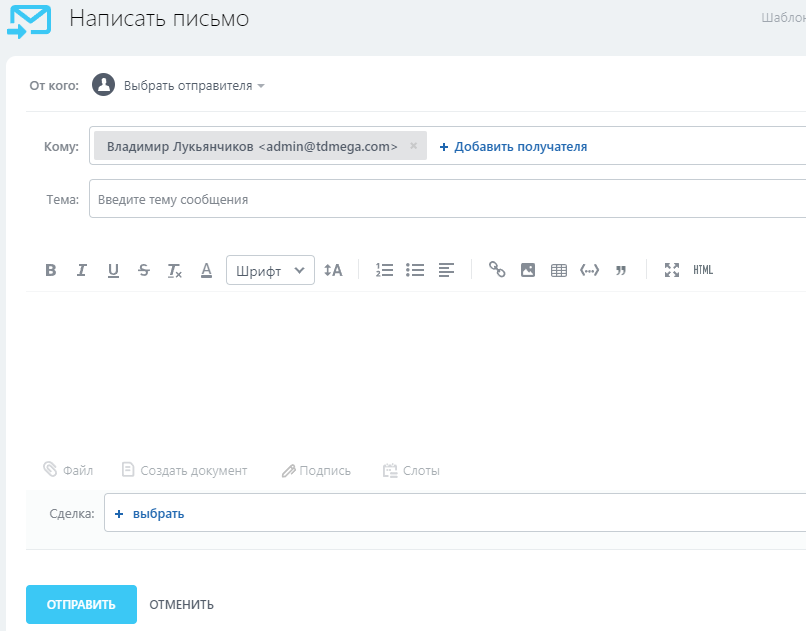 Написать письмо
Шаблон
От кого: Выбрать отправителя
Кому: Владимир Лукьянчиков <admin@tdmega.com> × + Добавить получателя
Тема: Введите тему сообщения
B I U S Tx A Шрифт A HTML
Файл Создать документ Подпись Слоты
Сделка: + выбрать
ОТПРАВИТЬ ОТМЕНИТЬ